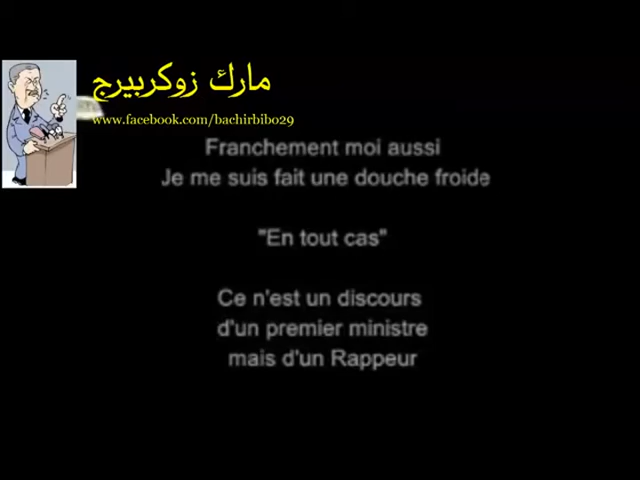 مارك زوكربيرج
www.facebook.com/bachirbibo29
Franchement moi aussi
Je me suis fait une douche froide
"En tout cas"
Ce n'est un discours
d'un premier ministre
mais d'un Rappeur